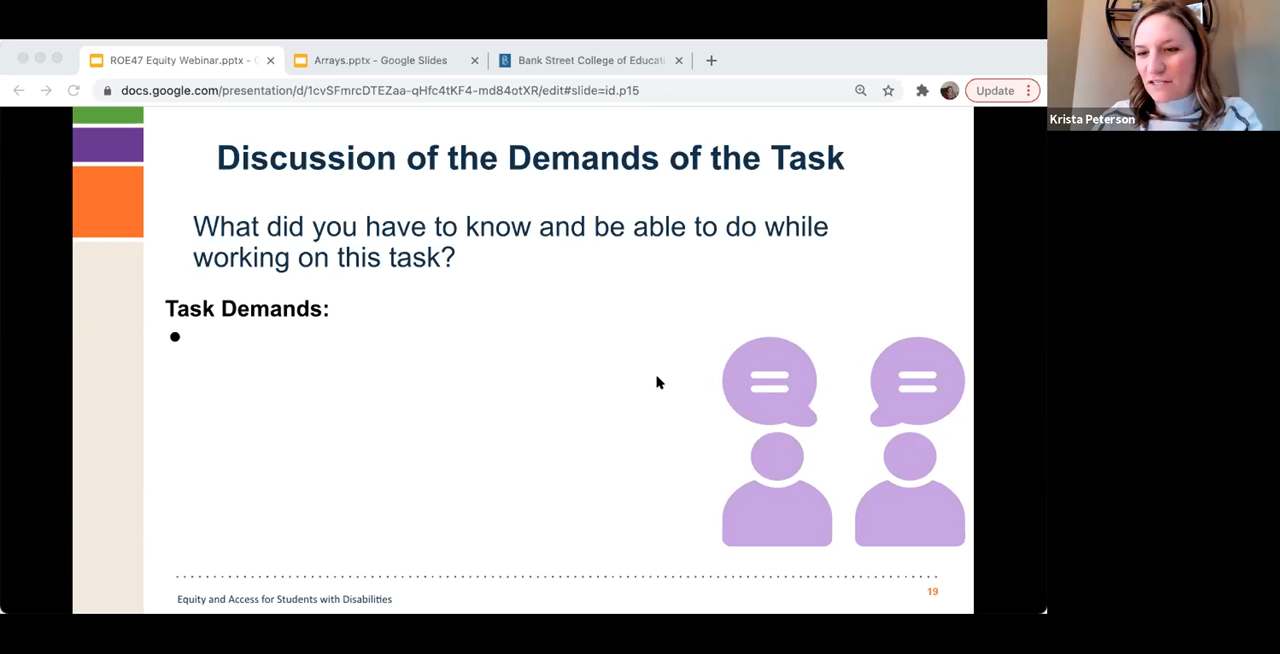 ROE47 Equity Webinar.pptx - G
Arrays.pptx - Google Slides
Bank Street College of Educati
docs.google.com/presentation/d/1cvSFmrcDTEZaa-qHfc4tKF4-md84otXR/edit#slide=id.p15
Update
Krista Peterson
Discussion of the Demands of the Task
What did you have to know and be able to do while
working on this task?
Task Demands:
Equity and Access for Students with Disabilities
19